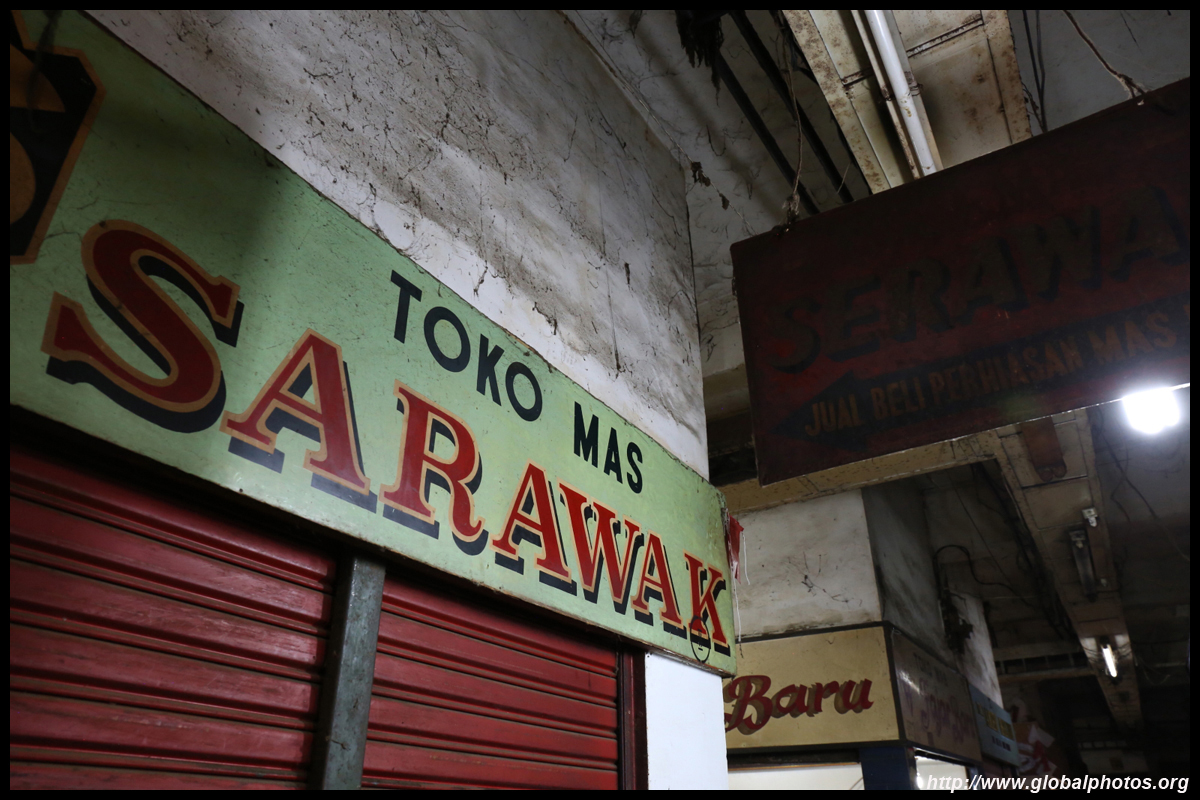 TOKO MAS
SARAWAK
SERAWA
JUAL BELI PERHIASAN MAS
Baru
http://www.globalphotos.org